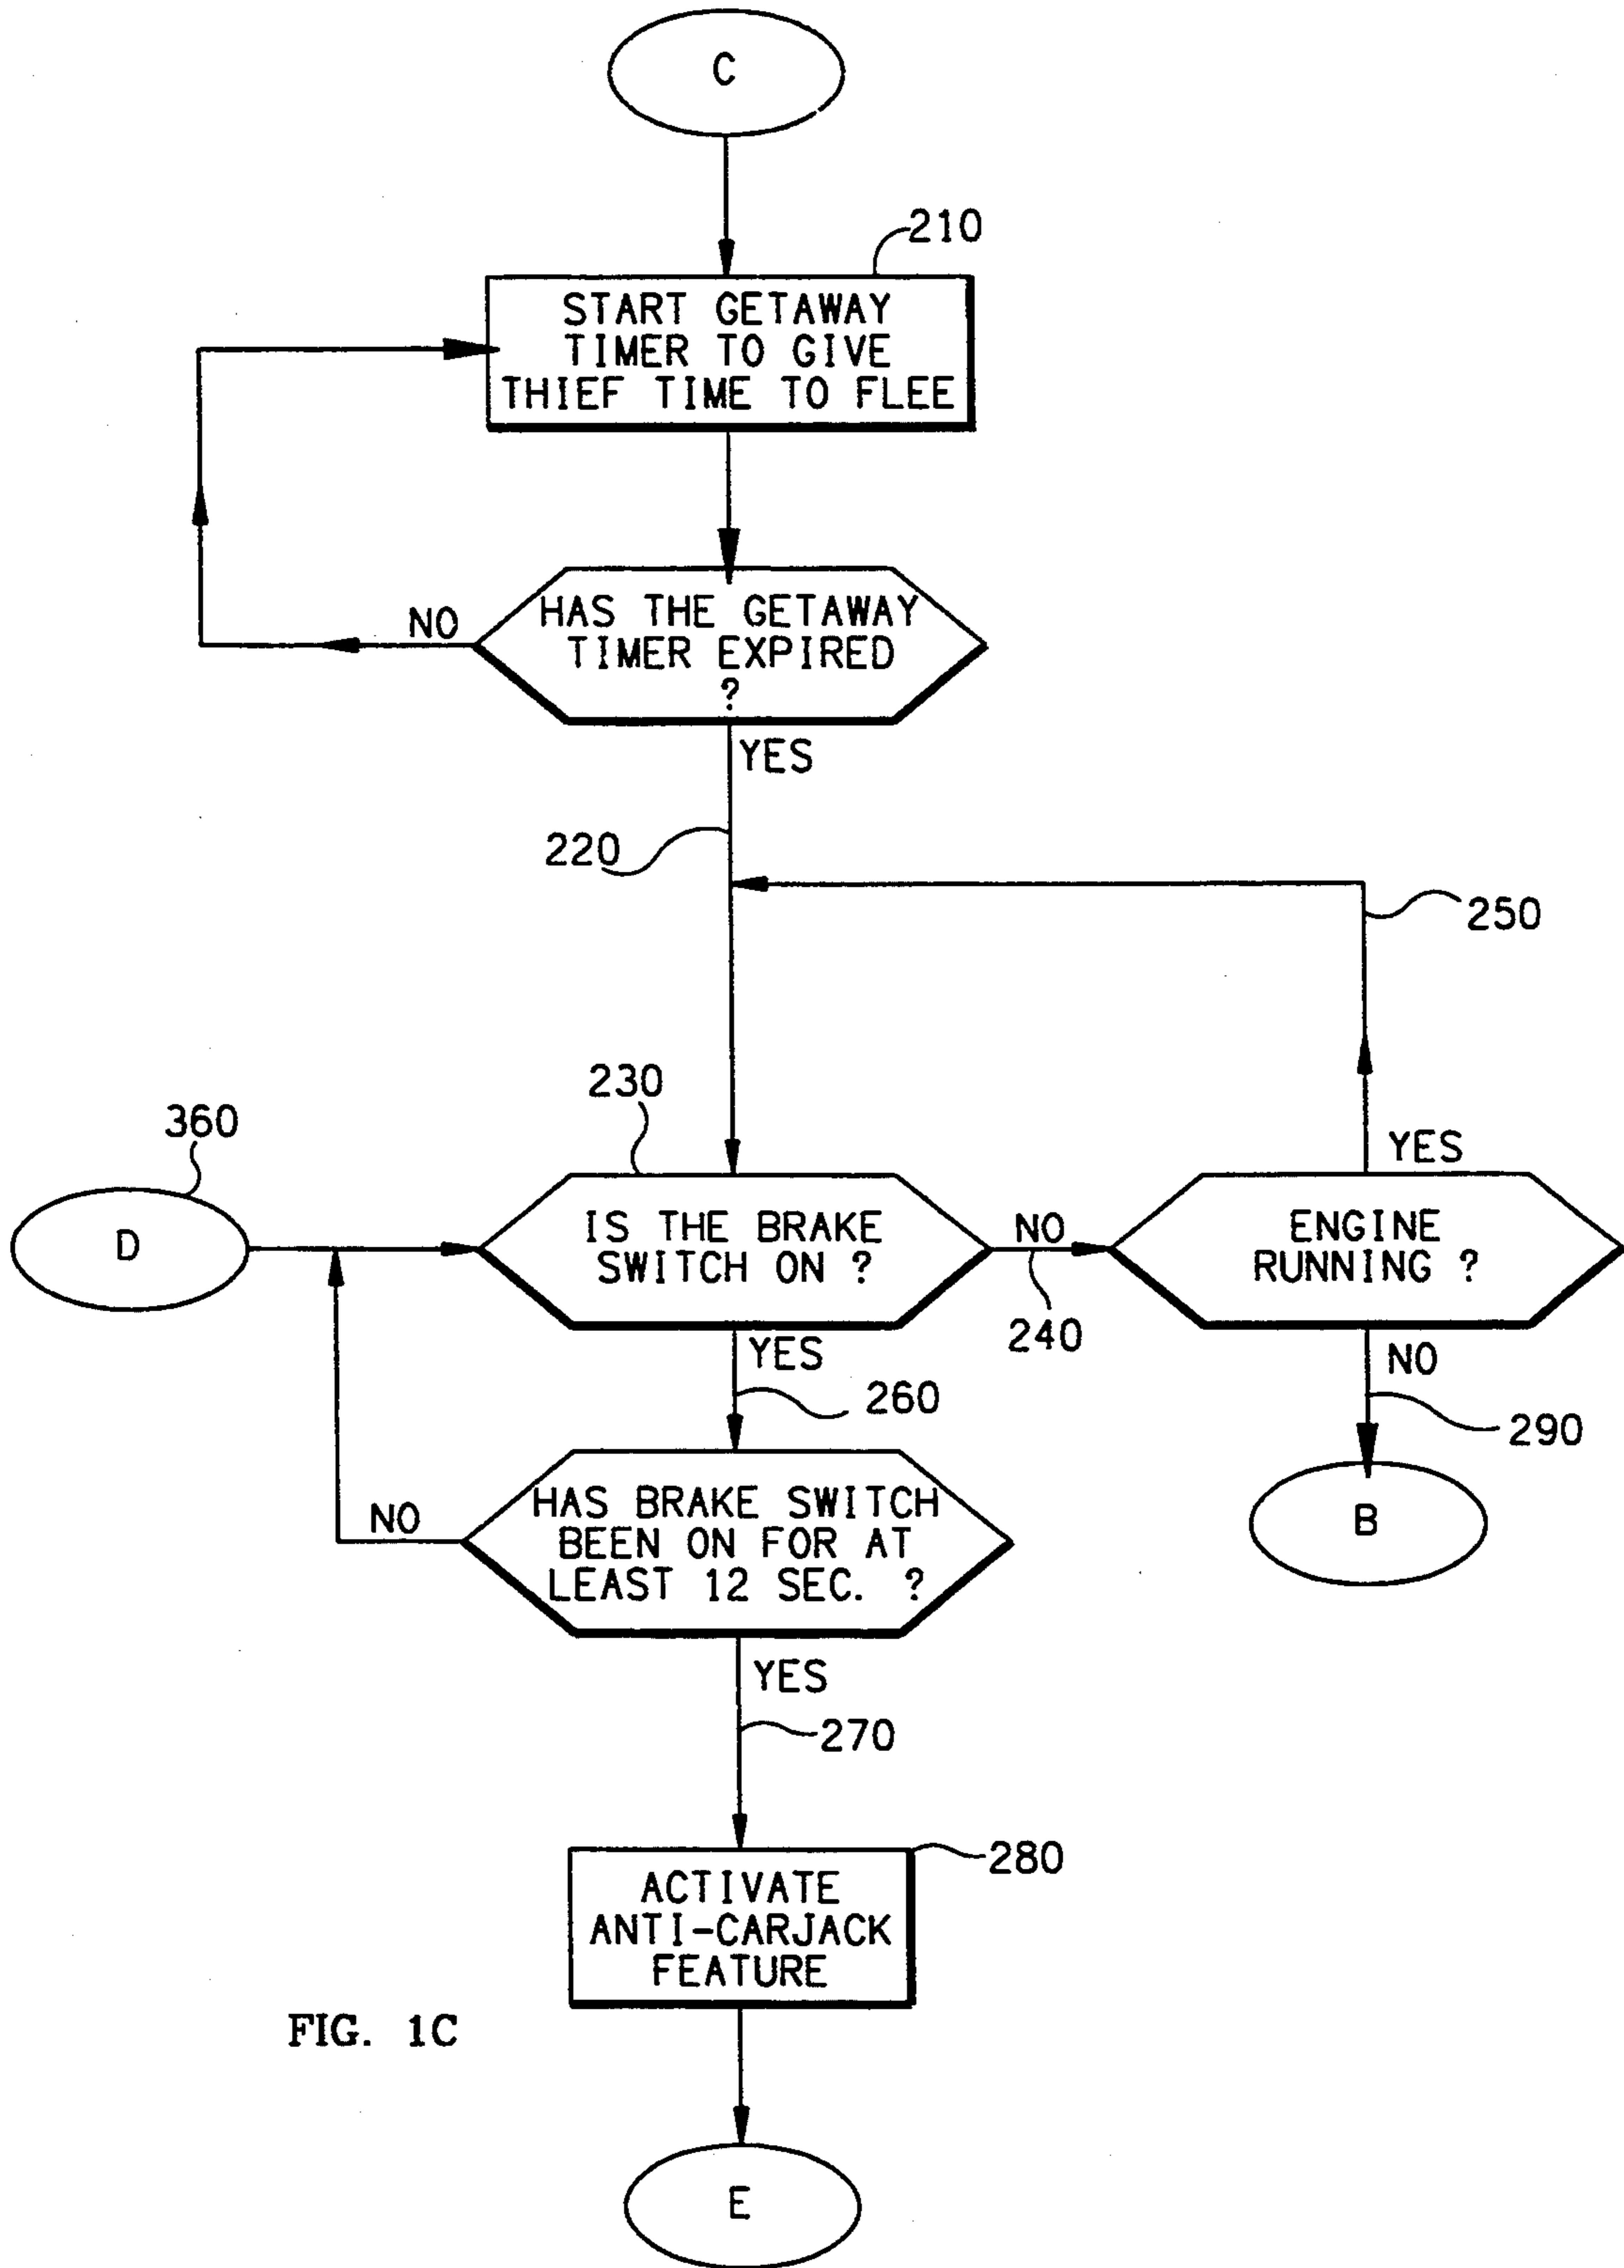 C
210
START GETAWAY
TIMER TO GIVE
THIEF TIME TO FLEE
NO
HAS THE GETAWAY
TIMER EXPIRED
?
YES
220
250
230
360
YES
D
IS THE BRAKE
SWITCH ON ?
NO
240
ENGINE
RUNNING ?
YES
260
NO
290
NO
HAS BRAKE SWITCH
BEEN ON FOR AT
LEAST 12 SEC. ?
B
YES
270
280
ACTIVATE
ANTI-CARJACK
FEATURE
FIG. 1C
E